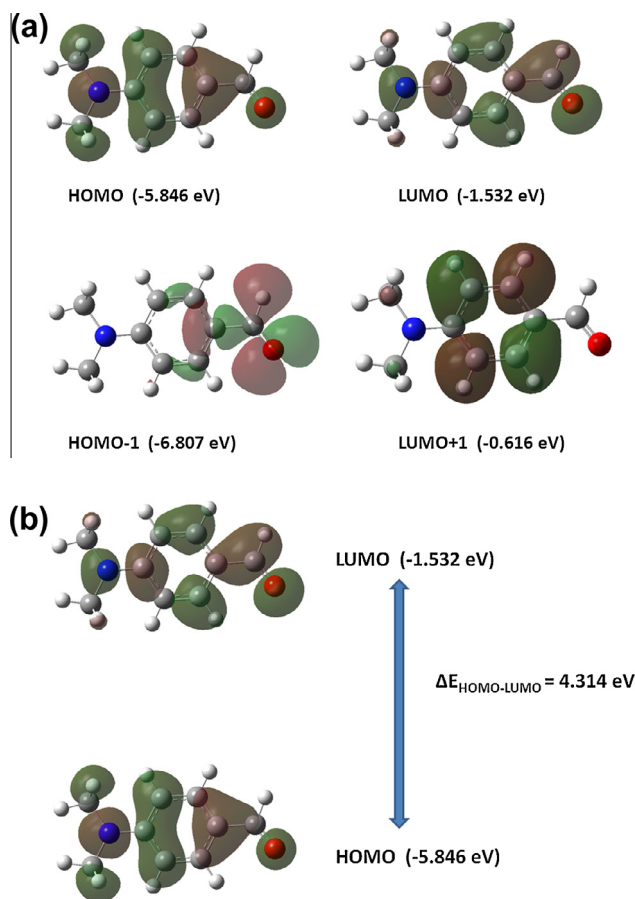 (a)
HOMO (-5.846 eV)
LUMO (-1.532 eV)
HOMO-1 (-6.807 eV)
LUMO+1 (-0.616 eV)
(b)
LUMO (-1.532 eV)
ΔEHOMO-LUMO = 4.314 eV
HOMO (-5.846 eV)